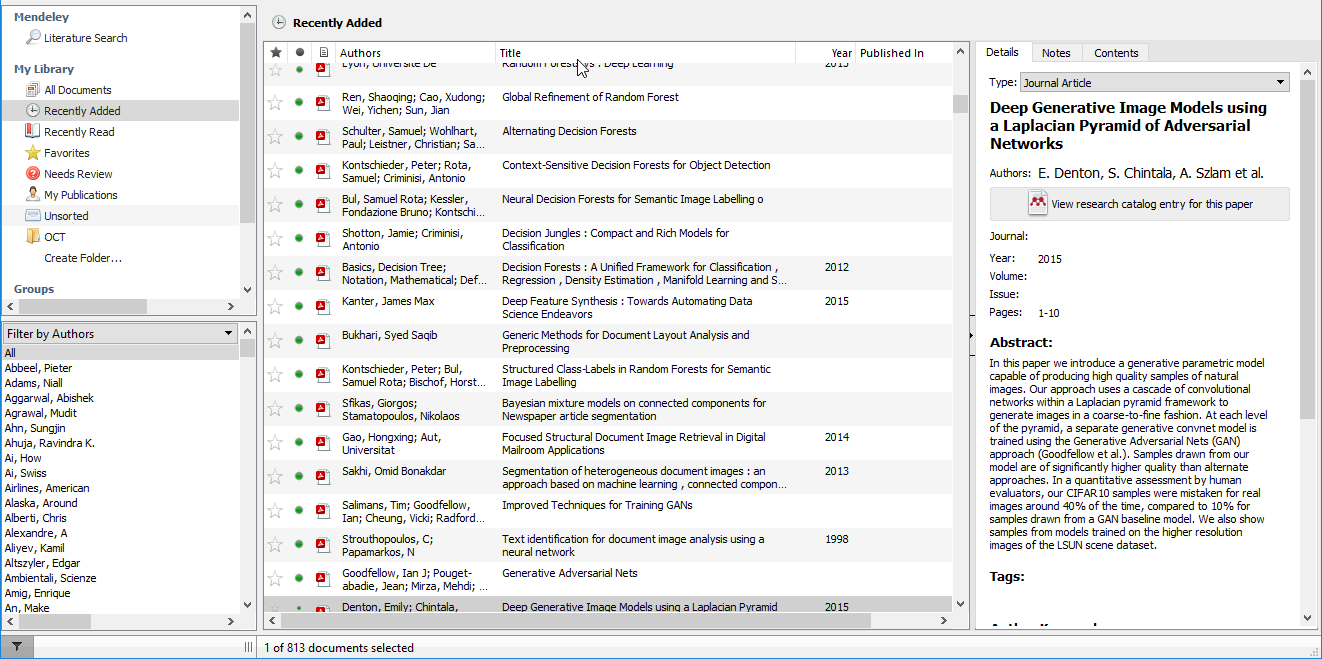 Mendeley
Literature Search
My Library
All Documents
Recently Added
Recently Read
Favorites
Needs Review
My Publications
Unsorted
OCT
Create Folder...
Groups
Filter by Authors
All
Abbeel, Pieter
Adams, Niall
Aggarwal, Abishek
Agrawal, Mudit
Ahn, Sungjin
Ahuja, Ravindra K.
Ai, How
Ai, Swiss
Airlines, American
Alaska, Around
Alberti, Chris
Alexandre, A
Aliyev, Kamil
Altszyler, Edgar
Ambientali, Scienze
Amig, Enrique
An, Make
Recently Added
Authors Title Year Published In
Lyon, Universite De Random Forests vs : Deep Learning 2015
Ren, Shaoqing; Cao, Xudong; Global Refinement of Random Forest
Wei, Yichen; Sun, Jian
Schulter, Samuel; Wohlhart, Alternating Decision Forests
Paul; Leistner, Christian; Sa...
Kontschieder, Peter; Rota, Context-Sensitive Decision Forests for Object Detection
Samuel; Criminisi, Antonio
Bul, Samuel Rota; Kessler, Neural Decision Forests for Semantic Image Labelling o
Fondazione Bruno; Kontschi...
Shotton, Jamie; Criminisi, Decision Jungles : Compact and Rich Models for
Antonio Classification
Basics, Decision Tree; Decision Forests : A Unified Framework for Classification , 2012
Notation, Mathematical; Def... Regression , Density Estimation , Manifold Learning and S...
Kanter, James Max Deep Feature Synthesis : Towards Automating Data 2015
Science Endeavors
Bukhari, Syed Saqib Generic Methods for Document Layout Analysis and
Preprocessing
Kontschieder, Peter; Bul, Structured Class-Labels in Random Forests for Semantic
Samuel Rota; Bischof, Horst... Image Labelling
Sfikas, Giorgos; Bayesian mixture models on connected components for
Stamatopoulos, Nikolaos Newspaper article segmentation
Gao, Hongxing; Aut, Focused Structural Document Image Retrieval in Digital 2014
Universitat Mailroom Applications
Sakhi, Omid Bonakdar Segmentation of heterogeneous document images : an 2013
approach based on machine learning , connected compon...
Salimans, Tim; Goodfellow, Improved Techniques for Training GANs
Ian; Cheung, Vicki; Radford...
Strouthopoulos, C; Text identification for document image analysis using a 1998
Papamarkos, N neural network
Goodfellow, Ian J; Pouget- Generative Adversarial Nets
abadie, Jean; Mirza, Mehdi; ...
Denton, Emily; Chintala, Deep Generative Image Models using a Laplacian Pyramid 2015
Details Notes Contents
Type: Journal Article
Deep Generative Image Models using
a Laplacian Pyramid of Adversarial
Networks
Authors: E. Denton, S. Chintala, A. Szlam et al.
View research catalog entry for this paper
Journal:
Year: 2015
Volume:
Issue:
Pages: 1-10
Abstract:
In this paper we introduce a generative parametric model
capable of producing high quality samples of natural
images. Our approach uses a cascade of convolutional
networks within a Laplacian pyramid framework to
generate images in a coarse-to-fine fashion. At each level
of the pyramid, a separate generative convnet model is
trained using the Generative Adversarial Nets (GAN)
approach (Goodfellow et al.). Samples drawn from our
model are of significantly higher quality than alternate
approaches. In a quantitative assessment by human
evaluators, our CIFAR10 samples were mistaken for real
images around 40% of the time, compared to 10% for
samples drawn from a GAN baseline model. We also show
samples from models trained on the higher resolution
images of the LSUN scene dataset.
Tags:
1 of 813 documents selected